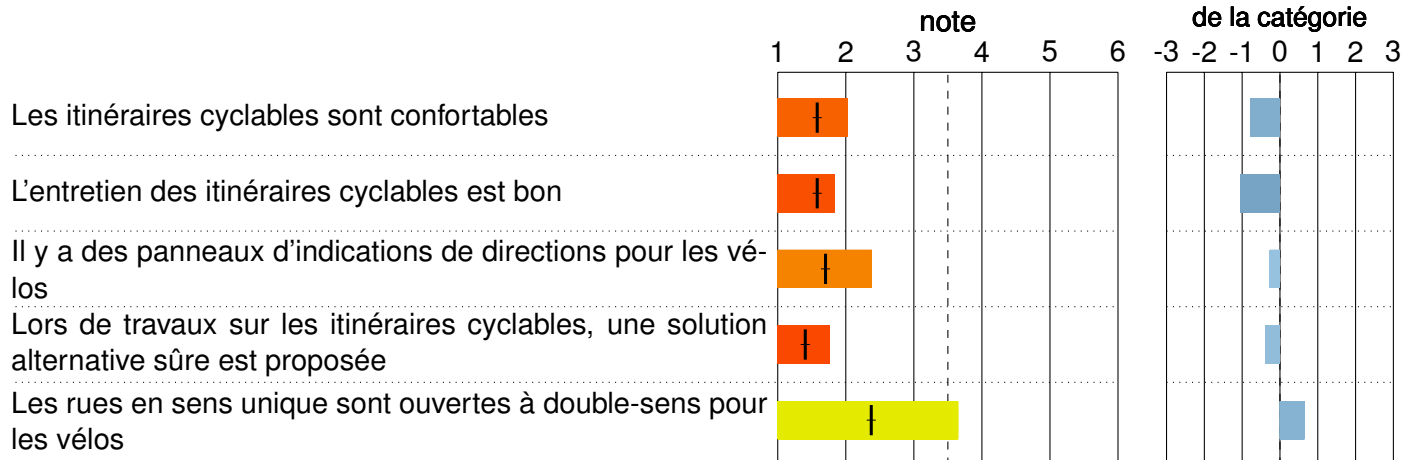 note
de la catégorie
1 2 3 4 5 6
-3 -2 -1 0 1 2 3
Les itinéraires cyclables sont confortables
L'entretien des itinéraires cyclables est bon
Il y a des panneaux d'indications de directions pour les vé-
los
Lors de travaux sur les itinéraires cyclables, une solution
alternative sûre est proposée
Les rues en sens unique sont ouvertes à double-sens pour
les vélos